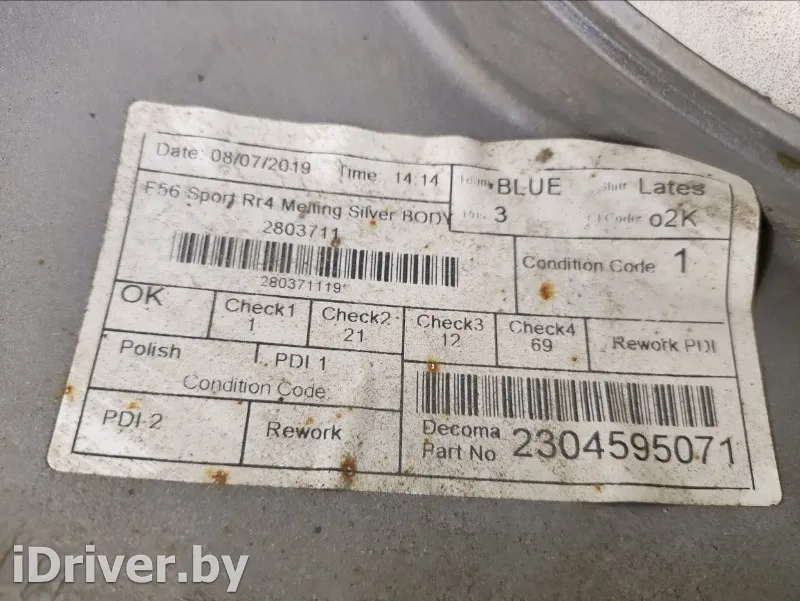 Date: 08/07/2019 Time: 14:14
BLUE Lates
3 o2K
F56 Sport Rr4 Melting Silver BODY
2803711
280371119
Condition Code 1
OK Check1 1 Check2 21 Check3 12 Check4 69 Rework PDI
Polish PDI 1
Condition Code
PDI 2 Rework
Decoma Part No 2304595071
iDriver.by